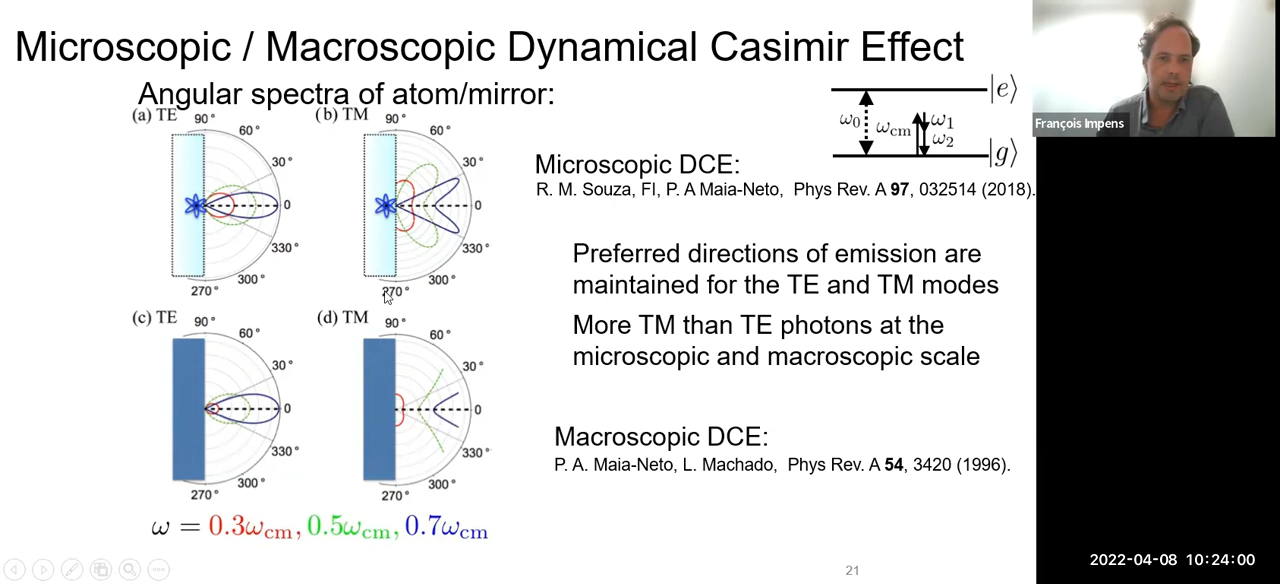 Microscopic / Macroscopic Dynamical Casimir Effect
Angular spectra of atom/mirror:
(a) TE
90°
60°
30°
0
330°
300°
270°
(b) TM
90°
60°
30°
0
330°
300°
270°
(c) TE
90°
60°
30°
0
330°
300°
270°
(d) TM
90°
60°
30°
0
330°
300°
270°
ω = 0.3ω_cm, 0.5ω_cm, 0.7ω_cm
|e⟩
ω₀
ω_cm
ω₁
ω₂
|g⟩
Microscopic DCE:
R. M. Souza, FI, P. A Maia-Neto, Phys Rev. A 97, 032514 (2018).
Preferred directions of emission are
maintained for the TE and TM modes
More TM than TE photons at the
microscopic and macroscopic scale
Macroscopic DCE:
P. A. Maia-Neto, L. Machado, Phys Rev. A 54, 3420 (1996).
21
François Impens
2022-04-08 10:24:00